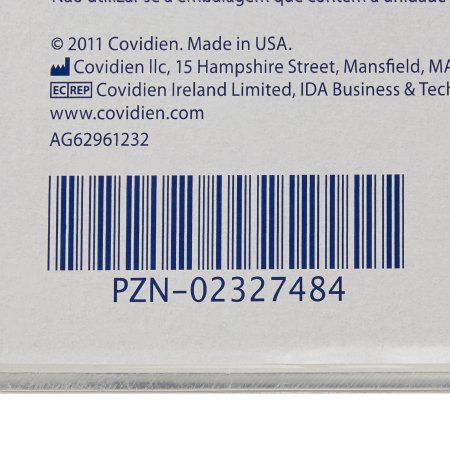 © 2011 Covidien. Made in USA.
Covidien llc, 15 Hampshire Street, Mansfield, MA
EC REP Covidien Ireland Limited, IDA Business & Tech
www.covidien.com
AG62961232
PZN-02327484